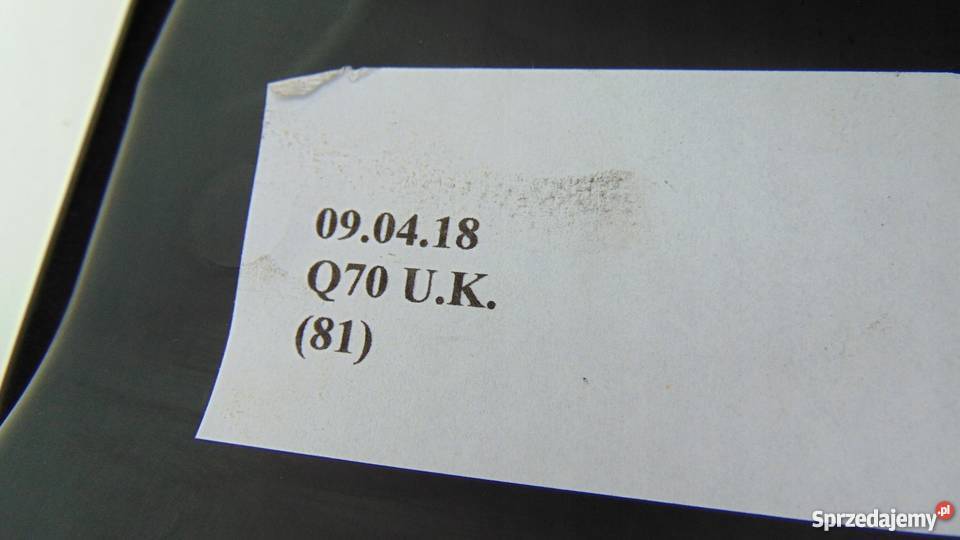 09.04.18
Q70 U.K.
(81)
Sprzedajemy.pl